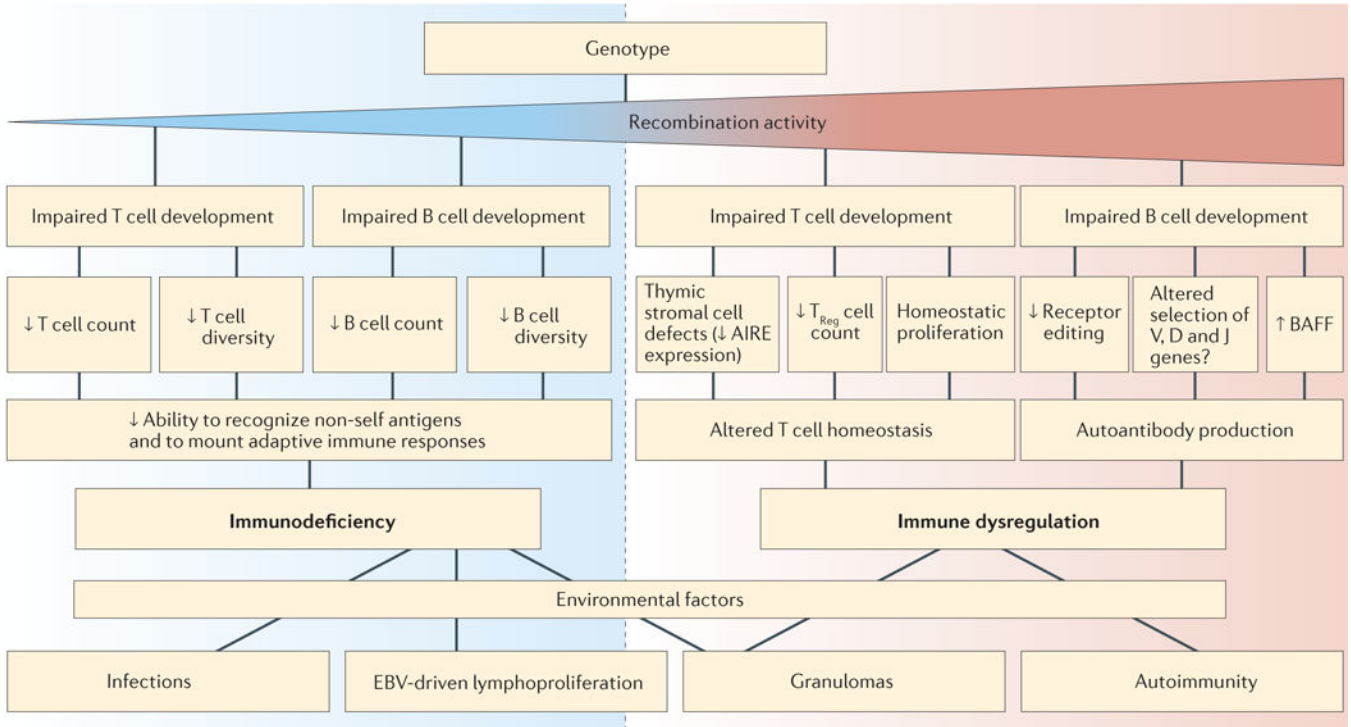 Genotype
Recombination activity
Impaired T cell development
Impaired B cell development
Impaired T cell development
Impaired B cell development
↓ T cell count
↓ T cell
diversity
↓ B cell count
↓ B cell
diversity
Thymic
stromal cell
defects (↓ AIRE
expression)
↓ TReg cell
count
Homeostatic
proliferation
↓ Receptor
editing
Altered
selection of
V, D and J
genes?
↑ BAFF
↓ Ability to recognize non-self antigens
and to mount adaptive immune responses
Altered T cell homeostasis
Autoantibody production
Immunodeficiency
Immune dysregulation
Environmental factors
Infections
EBV-driven lymphoproliferation
Granulomas
Autoimmunity